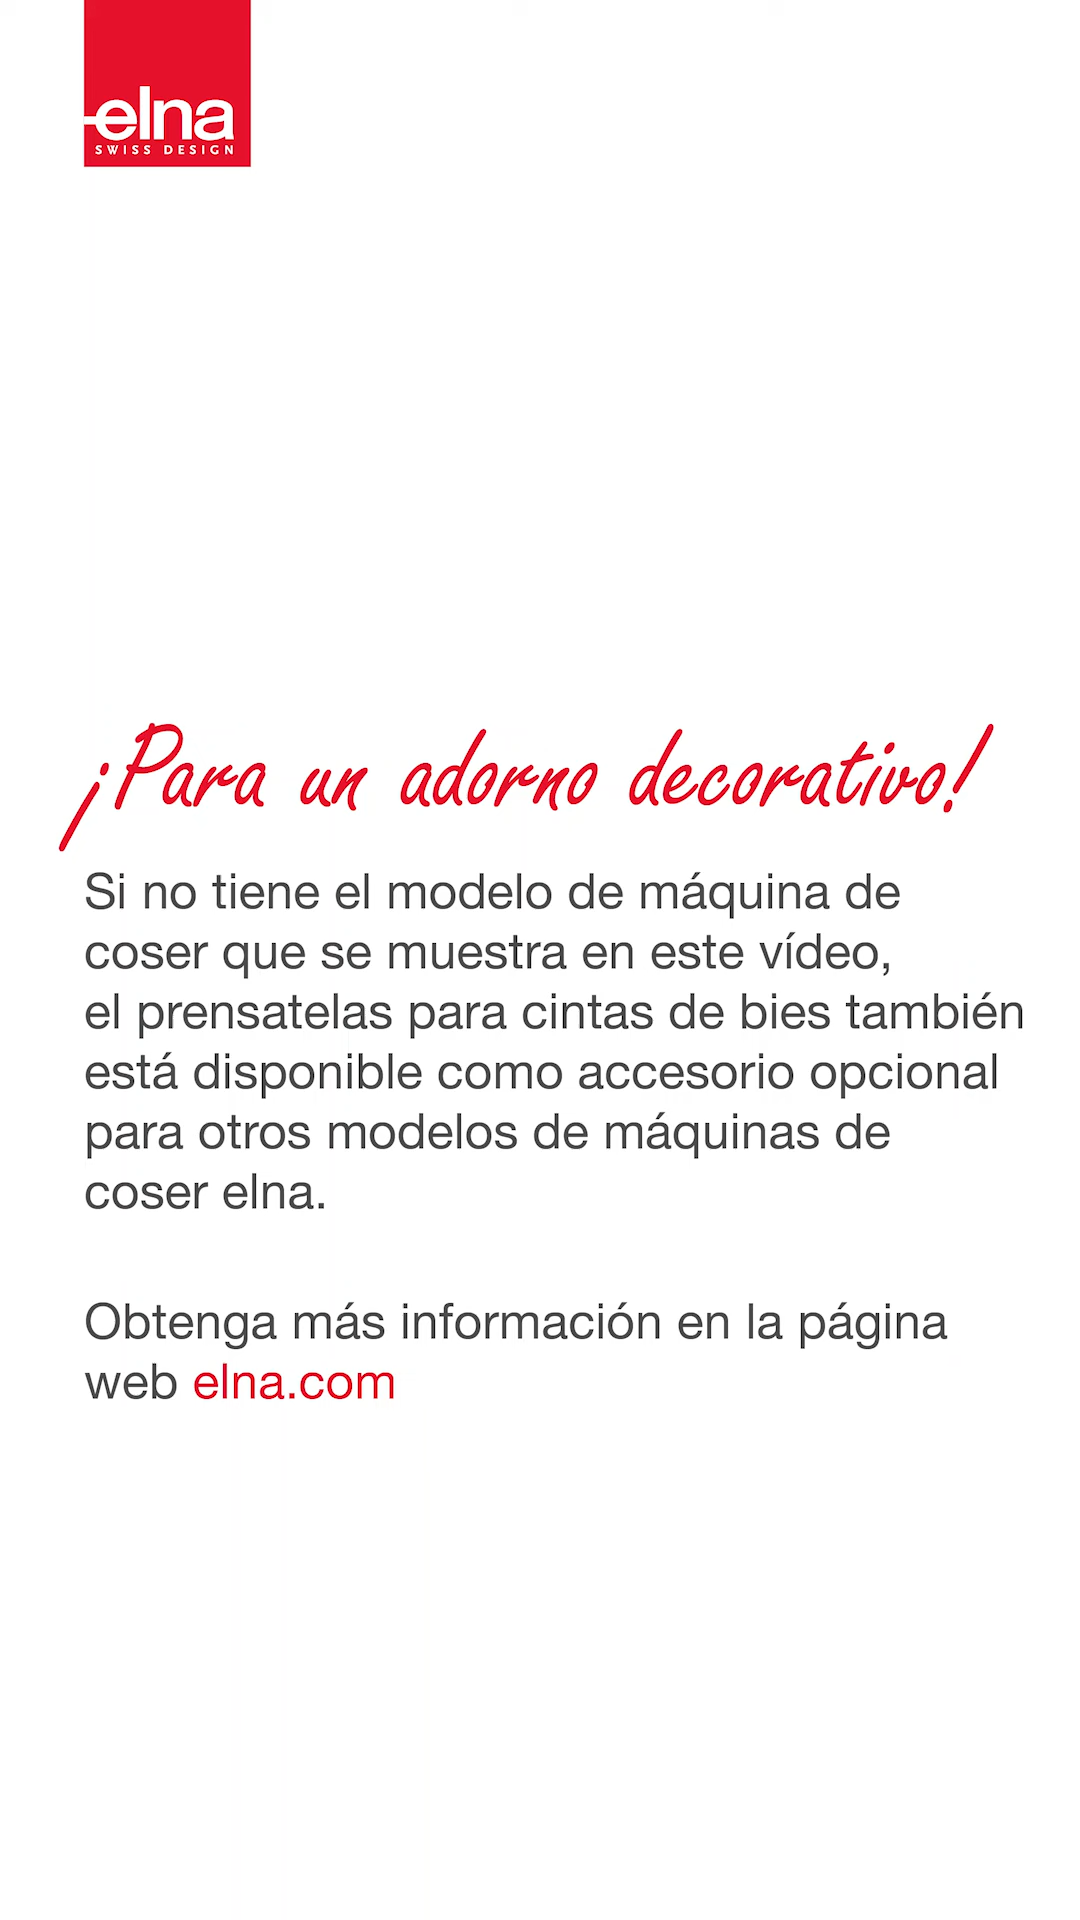 elna
SWISS DESIGN
¡Para un adorno decorativo!
Si no tiene el modelo de máquina de
coser que se muestra en este vídeo,
el prensatelas para cintas de bies también
está disponible como accesorio opcional
para otros modelos de máquinas de
coser elna.
Obtenga más información en la página
web elna.com